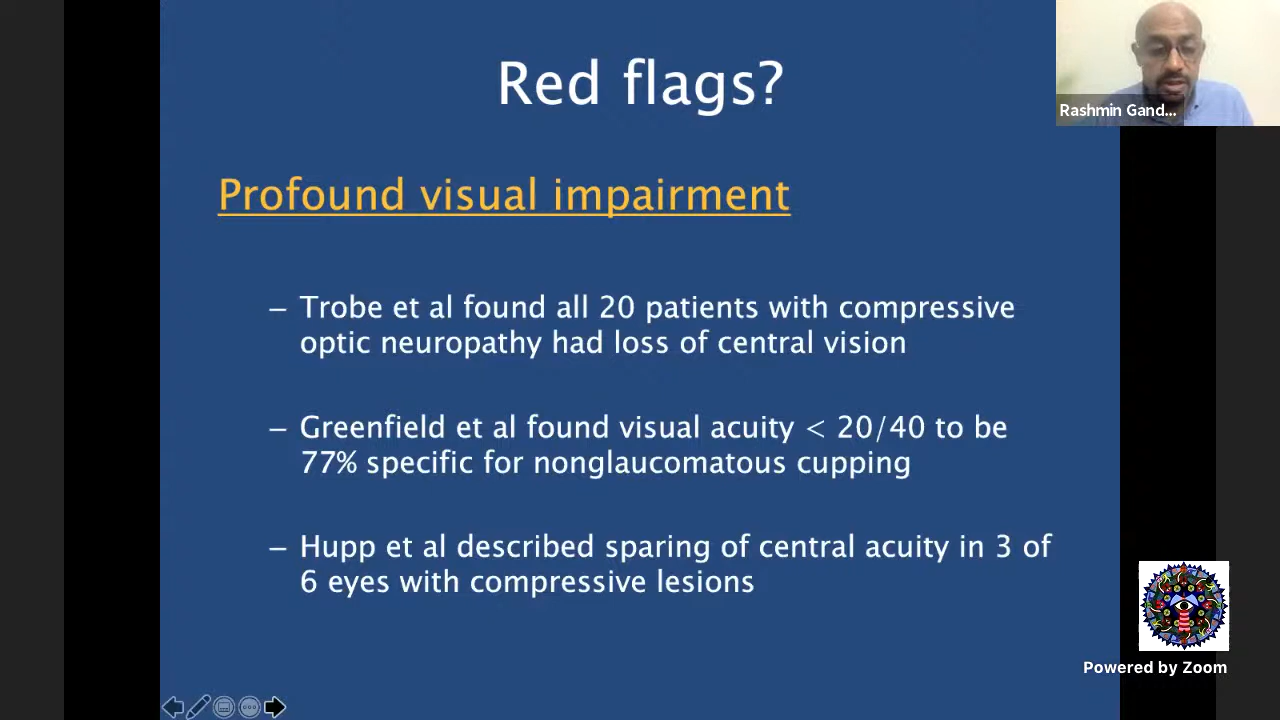 Red flags?
Rashmin Gand...
Profound visual impairment
– Trobe et al found all 20 patients with compressive
optic neuropathy had loss of central vision
– Greenfield et al found visual acuity < 20/40 to be
77% specific for nonglaucomatous cupping
– Hupp et al described sparing of central acuity in 3 of
6 eyes with compressive lesions
Powered by Zoom